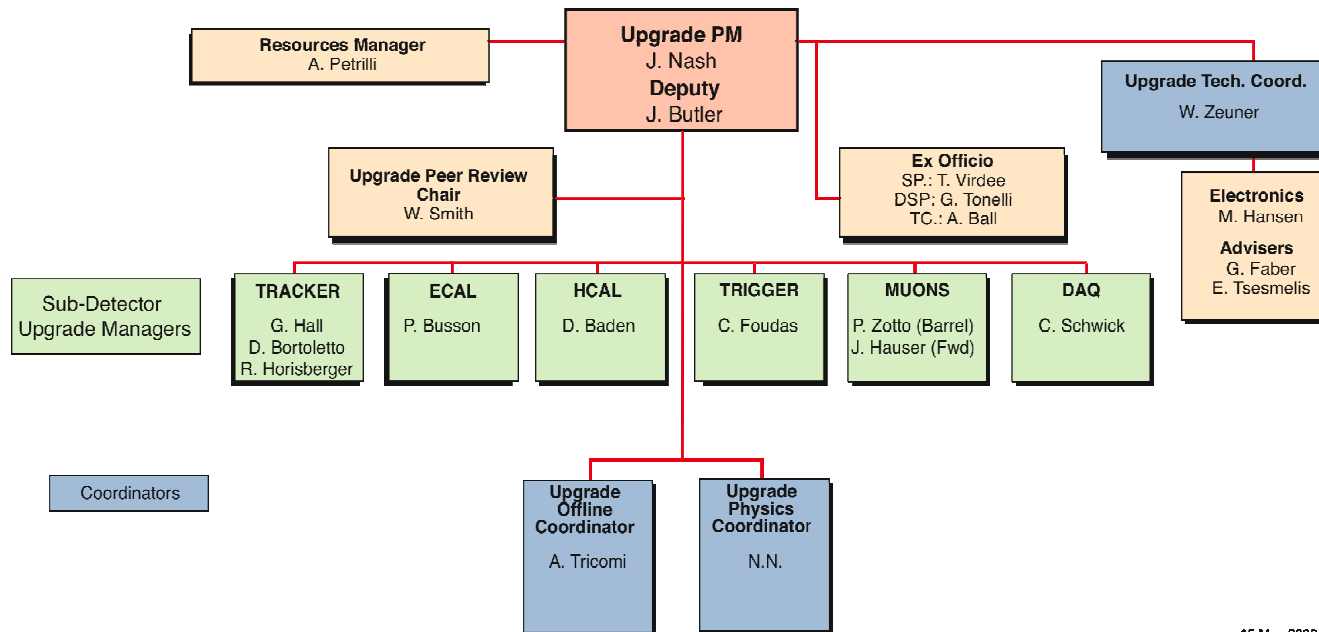 Upgrade PM
J. Nash
Deputy
J. Butler
Resources Manager
A. Petrilli
Upgrade Tech. Coord.
W. Zeuner
Upgrade Peer Review
Chair
W. Smith
Ex Officio
SP.: T. Virdee
DSP: G. Tonelli
TC.: A. Ball
Electronics
M. Hansen
Advisers
G. Faber
E. Tsesmelis
Sub-Detector
Upgrade Managers
TRACKER
G. Hall
D. Bortoletto
R. Horisberger
ECAL
P. Busson
HCAL
D. Baden
TRIGGER
C. Foudas
MUONS
P. Zotto (Barrel)
J. Hauser (Fwd)
DAQ
C. Schwick
Coordinators
Upgrade
Offline
Coordinator
A. Tricomi
Upgrade
Physics
Coordinator
N.N.